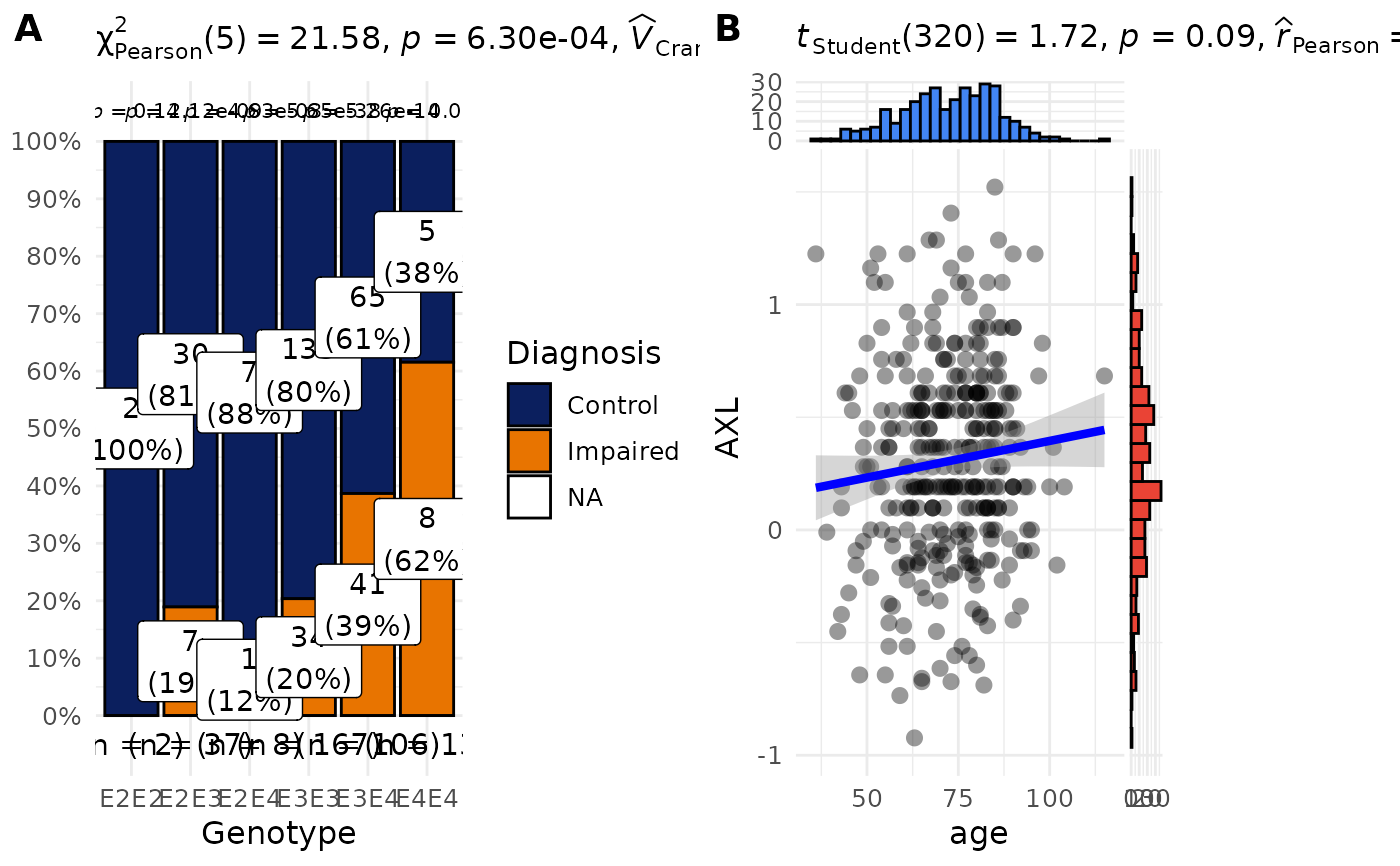 A
χ²Pearson(5) = 21.58, p = 6.30e-04, V̂Cra
100%
90%
80%
70%
60%
50%
40%
30%
20%
10%
0%
5
(38%
65
(61%)
30
(81
13
(80%)
7
(88%)
2
100%)
8
(62%
41
(39%)
7
(19
34
(20%)
1
(12%)
E2E2
E2E3
E2E4
E3E3
E3E4
E4E4
Genotype
Diagnosis
Control
Impaired
NA
B
tStudent(320) = 1.72, p = 0.09, r̂Pearson =
30
20
10
0
AXL
1
0
-1
50
75
100
age